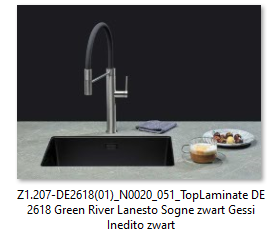 Z1.207-DE2618(01)_N0020_051_TopLaminate DE
2618 Green River Lanesto Sogne zwart Gessi
Inedito zwart